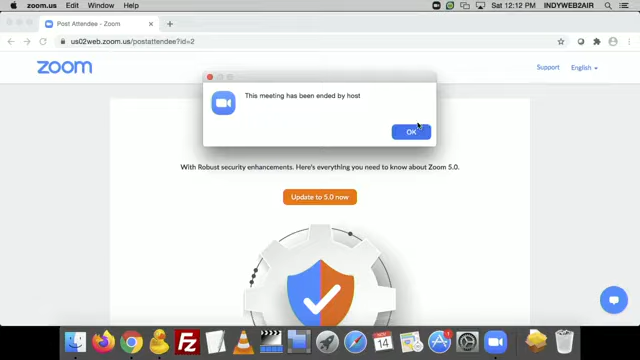 zoom.us Edit Window Help
Sat 12:12 PM INDYWEB2AIR
Post Attendee - Zoom
us02web.zoom.us/postattendee?id=2
zoom
Support English
This meeting has been ended by host
OK
With Robust security enhancements. Here's everything you need to know about Zoom 5.0.
Update to 5.0 now
Fz
14